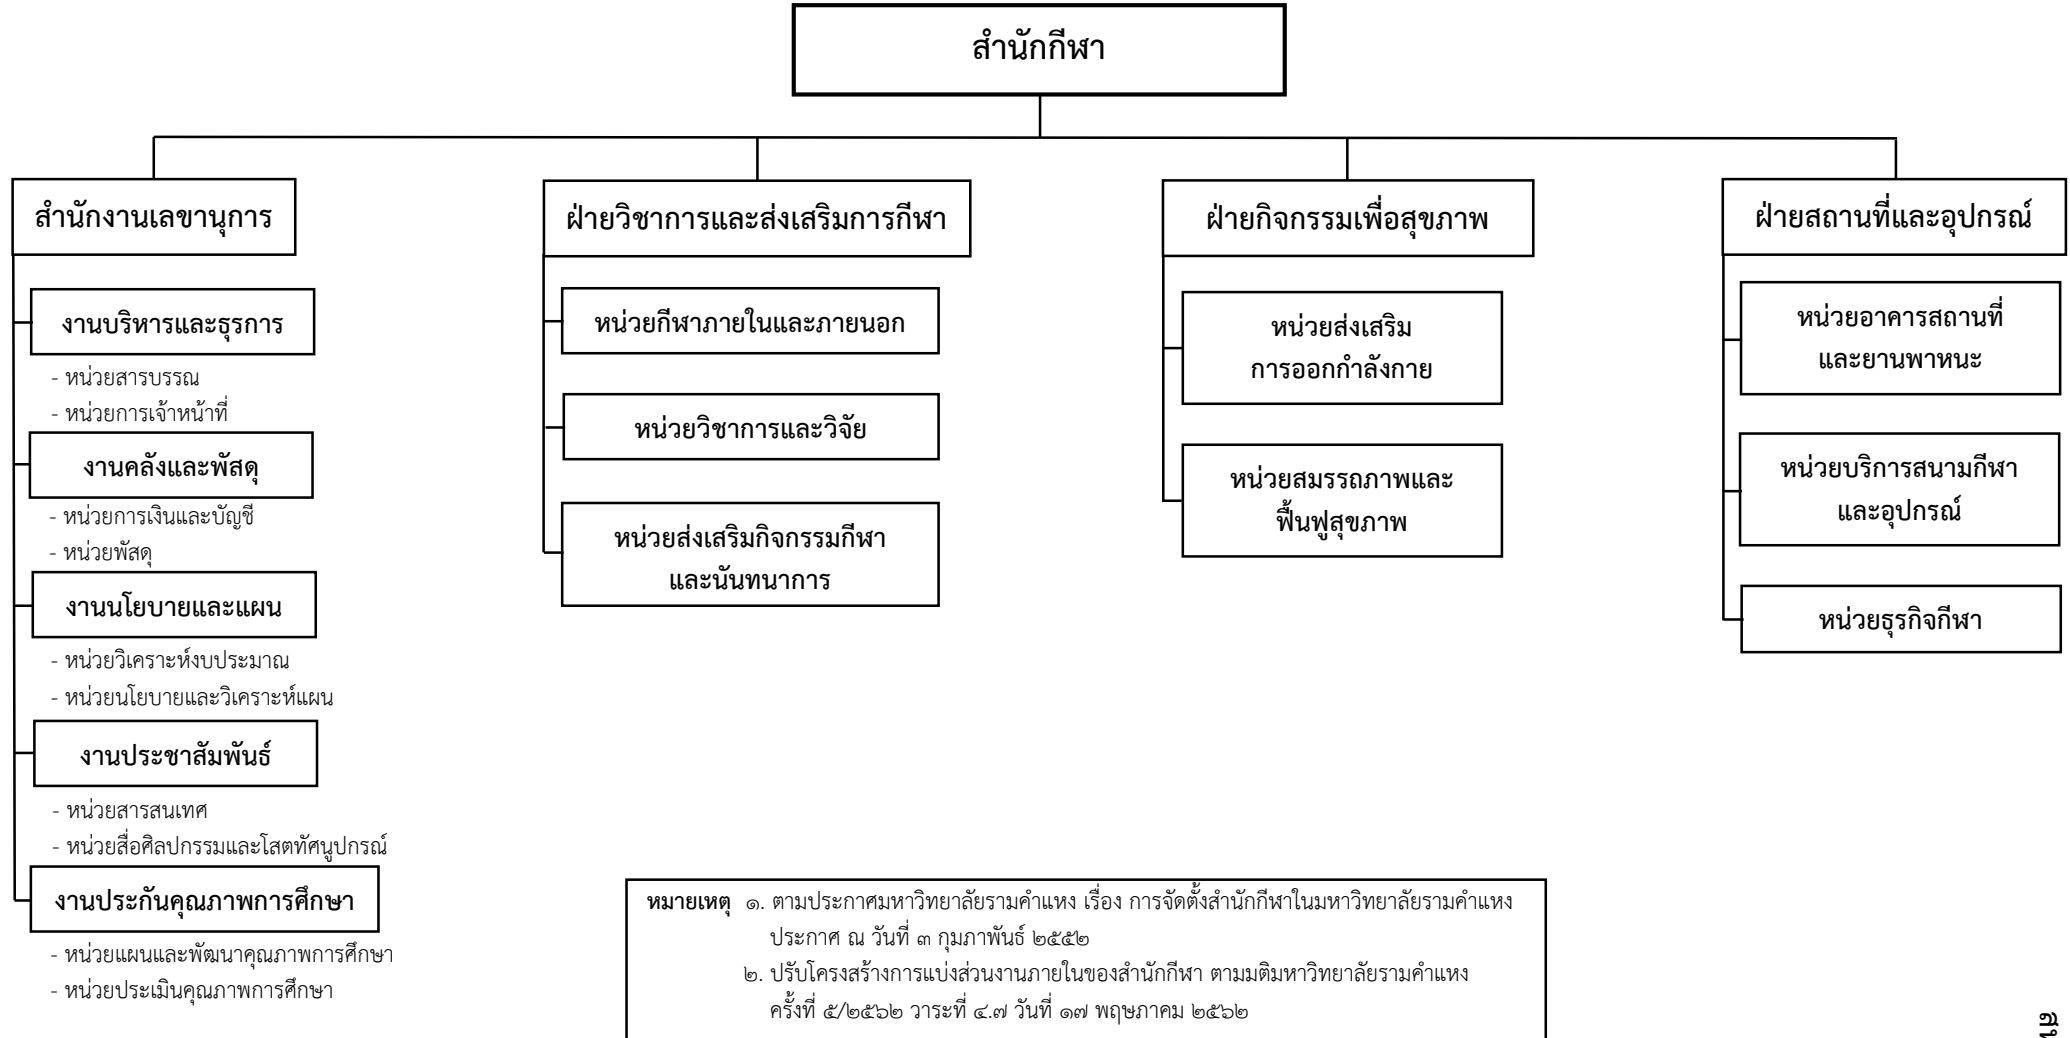 สำนักกีฬา
สำนักงานเลขานุการ
งานบริหารและธุรการ
- หน่วยสารบรรณ
- หน่วยการเจ้าหน้าที่
งานคลังและพัสดุ
- หน่วยการเงินและบัญชี
- หน่วยพัสดุ
งานนโยบายและแผน
- หน่วยวิเคราะห์งบประมาณ
- หน่วยนโยบายและวิเคราะห์แผน
งานประชาสัมพันธ์
- หน่วยสารสนเทศ
- หน่วยสื่อศิลปกรรมและโสตทัศนูปกรณ์
งานประกันคุณภาพการศึกษา
- หน่วยแผนและพัฒนาคุณภาพการศึกษา
- หน่วยประเมินคุณภาพการศึกษา
ฝ่ายวิชาการและส่งเสริมการกีฬา
หน่วยกีฬาภายในและภายนอก
หน่วยวิชาการและวิจัย
หน่วยส่งเสริมกิจกรรมกีฬา
และนันทนาการ
ฝ่ายกิจกรรมเพื่อสุขภาพ
หน่วยส่งเสริม
การออกกำลังกาย
หน่วยสมรรถภาพและ
ฟื้นฟูสุขภาพ
ฝ่ายสถานที่และอุปกรณ์
หน่วยอาคารสถานที่
และยานพาหนะ
หน่วยบริการสนามกีฬา
และอุปกรณ์
หน่วยธุรกิจกีฬา
หมายเหตุ ๑. ตามประกาศมหาวิทยาลัยรามคำแหง เรื่อง การจัดตั้งสำนักกีฬาในมหาวิทยาลัยรามคำแหง
ประกาศ ณ วันที่ ๓ กุมภาพันธ์ ๒๕๕๒
๒. ปรับโครงสร้างการแบ่งส่วนงานภายในของสำนักกีฬา ตามมติมหาวิทยาลัยรามคำแหง
ครั้งที่ ๕/๒๕๖๒ วาระที่ ๔.๗ วันที่ ๑๗ พฤษภาคม ๒๕๖๒